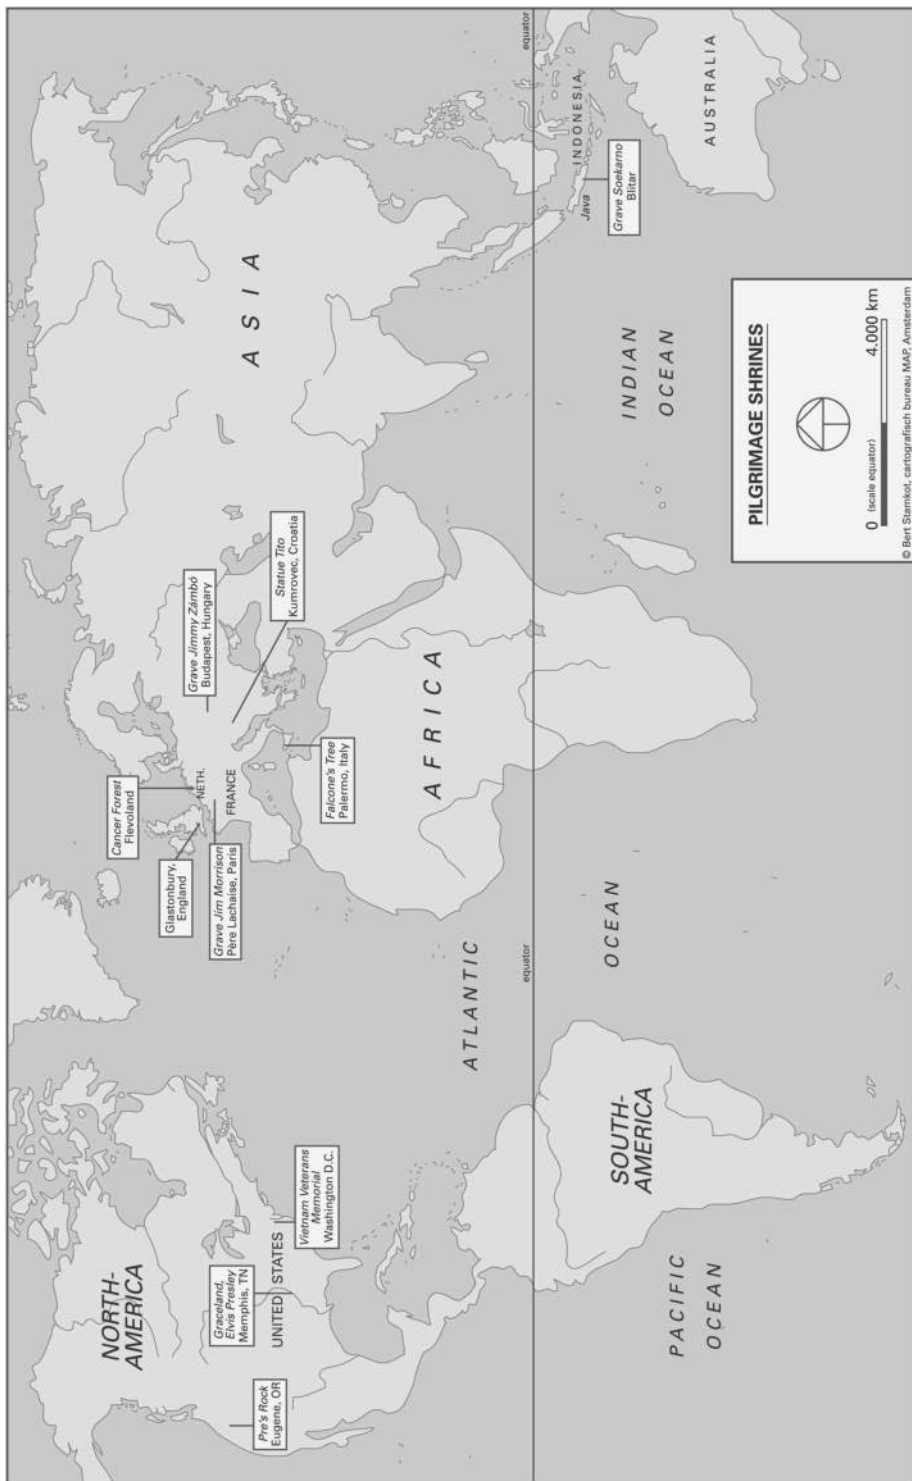 NORTH-
AMERICA
Pre's Rock
Eugene, OR
Graceland,
Elvis Presley
Memphis, TN
UNITED STATES
Vietnam Veterans
Memorial
Washington D.C.
Cancer Forest
Flevoland
Glastonbury,
England
NETH.
FRANCE
Grave Jim Morrison
Père Lachaise, Paris
Grave Jimmy Zámbó
Budapest, Hungary
Statue Tito
Kumrovec, Croatia
Falcone's Tree
Palermo, Italy
ASIA
AFRICA
ATLANTIC
OCEAN
equator
equator
SOUTH-
AMERICA
PACIFIC
OCEAN
INDIAN
OCEAN
INDONESIA
Java
Grave Soekarno
Blitar
AUSTRALIA
PILGRIMAGE SHRINES
0 (scale equator) 4.000 km
© Bert Stamkot, cartografisch bureau MAP, Amsterdam